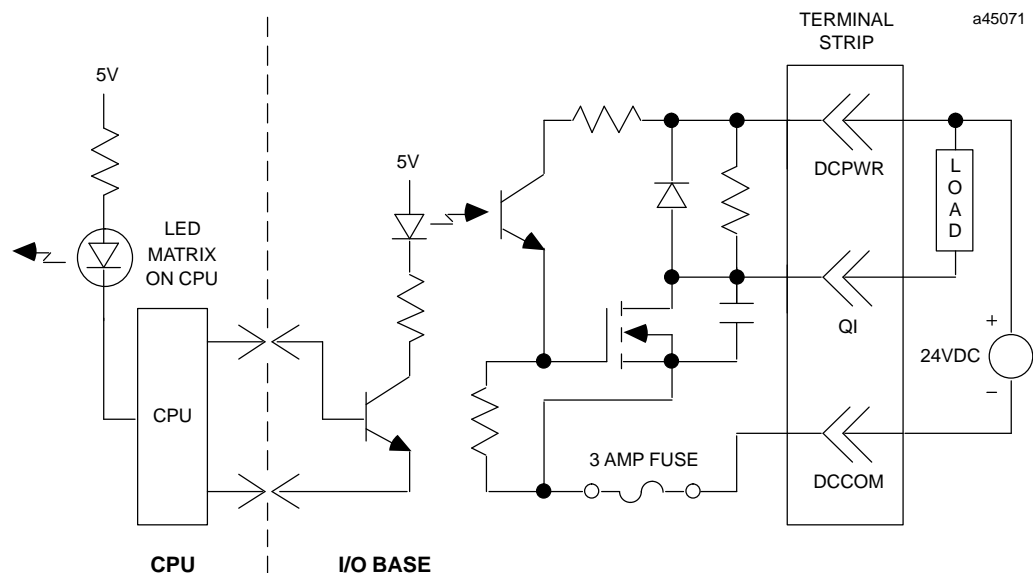 TERMINAL
STRIP
a45071
5V
5V
DCPWR
LOAD
LED
MATRIX
ON CPU
QI
+
24VDC
−
CPU
3 AMP FUSE
DCCOM
CPU
I/O BASE